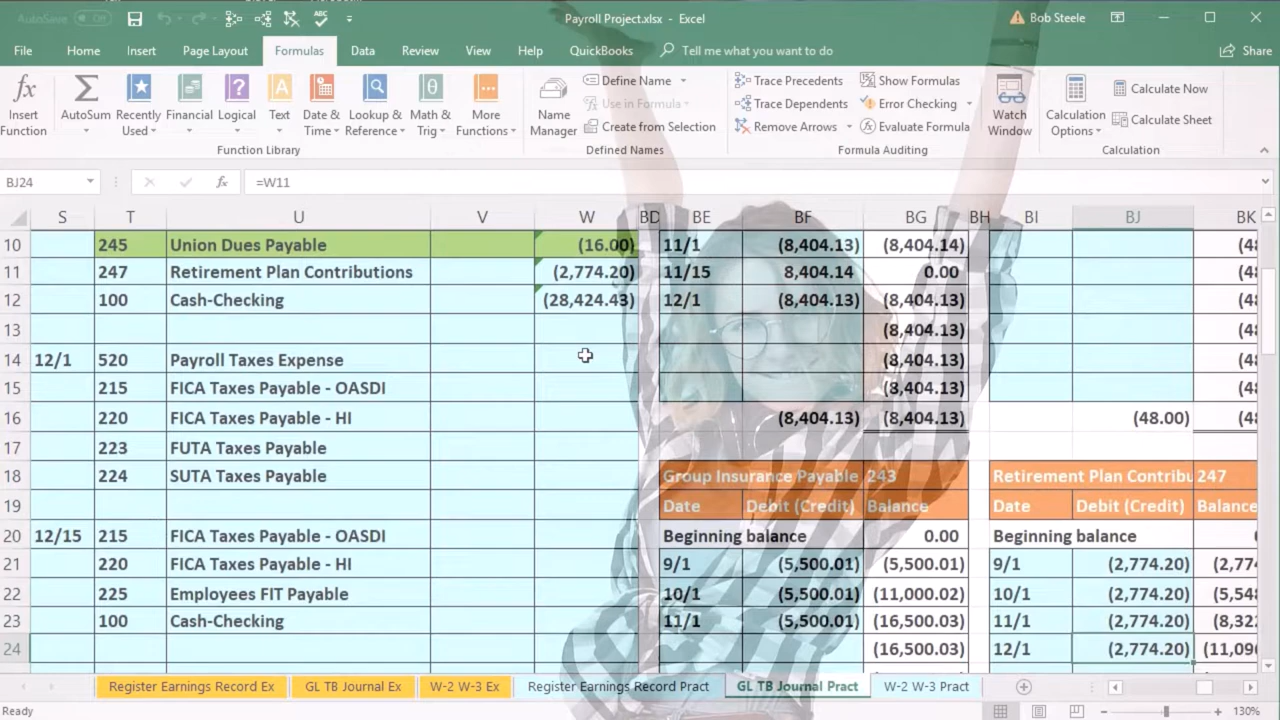 AutoSave Off Payroll Project.xlsx - Excel Bob Steele
File Home Insert Page Layout Formulas Data Review View Help QuickBooks Tell me what you want to do Share
fx Insert Function
AutoSum
Recently Used
Financial
Logical
Text
Date & Time
Lookup & Reference
Math & Trig
More Functions
Function Library
Name Manager
Define Name
Use in Formula
Create from Selection
Defined Names
Trace Precedents
Trace Dependents
Remove Arrows
Show Formulas
Error Checking
Evaluate Formula
Formula Auditing
Watch Window
Calculation Options
Calculate Now
Calculate Sheet
Calculation
BJ24 fx =W11
S T U V W BD BE BF BG BH BI BJ BK
10 245 Union Dues Payable (16.00) 11/1 (8,404.13) (8,404.14) (48
11 247 Retirement Plan Contributions (2,774.20) 11/15 8,404.14 0.00 (48
12 100 Cash-Checking (28,424.43) 12/1 (8,404.13) (8,404.13) (48
13 (8,404.13) (48
14 12/1 520 Payroll Taxes Expense (8,404.13) (48
15 215 FICA Taxes Payable - OASDI (8,404.13) (48
16 220 FICA Taxes Payable - HI (8,404.13) (8,404.13) (48.00) (48
17 223 FUTA Taxes Payable
18 224 SUTA Taxes Payable Group Insurance Payable 243 Retirement Plan Contribu 247
19 Date Debit (Credit) Balance Date Debit (Credit) Balance
20 12/15 215 FICA Taxes Payable - OASDI Beginning balance 0.00 Beginning balance
21 220 FICA Taxes Payable - HI 9/1 (5,500.01) (5,500.01) 9/1 (2,774.20) (2,774
22 225 Employees FIT Payable 10/1 (5,500.01) (11,000.02) 10/1 (2,774.20) (5,548
23 100 Cash-Checking 11/1 (5,500.01) (16,500.03) 11/1 (2,774.20) (8,322
24 (16,500.03) 12/1 (2,774.20) (11,096
Register Earnings Record Ex GL TB Journal Ex W-2 W-3 Ex Register Earnings Record Pract GL TB Journal Pract W-2 W-3 Pract
Ready 130%